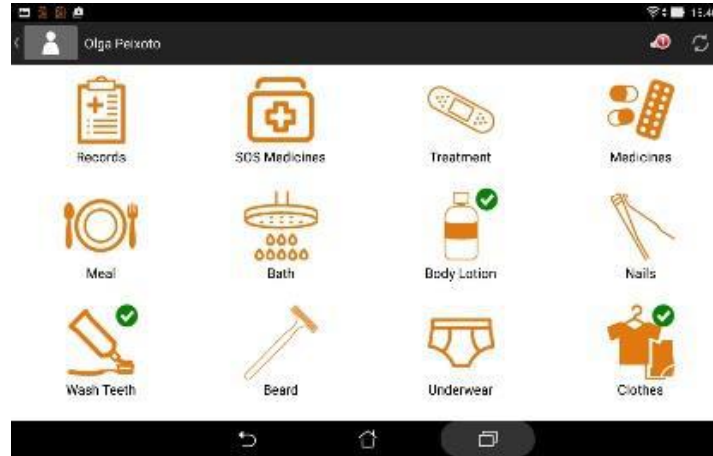 Olga Peixoto
Records
SOS Medicines
Treatment
Medicines
Meal
Bath
Body Lotion
Nails
Wash Teeth
Beard
Underwear
Clothes